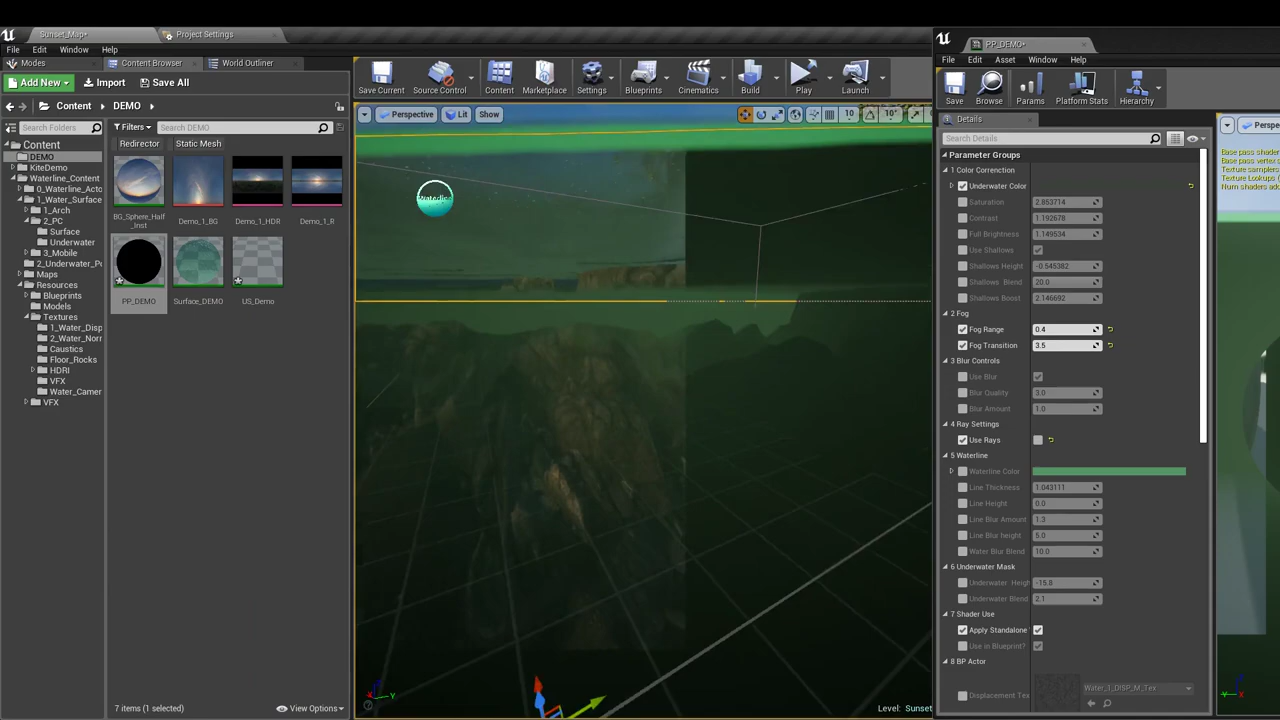 Sunset_Map*
Project Settings
File Edit Window Help
Modes
Content Browser
World Outliner
Add New
Import
Save All
Content
DEMO
Search Folders
Filters
Search DEMO
Redirector
Static Mesh
Content
DEMO
KiteDemo
Waterline_Content
0_Waterline_Acto
1_Water_Surface
1_Arch
2_PC
Surface
Underwater
3_Mobile
2_Underwater_Po
Maps
Resources
Blueprints
Models
Textures
1_Water_Disp
2_Water_Norr
Caustics
Floor_Rocks
HDRI
VFX
Water_Camer
VFX
BG_Sphere_Half
_Inst
Demo_1_BG
Demo_1_HDR
Demo_1_R
PP_DEMO
Surface_DEMO
US_Demo
7 items (1 selected)
View Options
Save Current
Source Control
Content
Marketplace
Settings
Blueprints
Cinematics
Build
Play
Launch
Perspective
Lit
Show
10
10°
Waterline
Level: Sunset
PP_DEMO*
File Edit Asset Window Help
Save
Browse
Params
Platform Stats
Hierarchy
Details
Search Details
Parameter Groups
1 Color Correnction
Underwater Color
Saturation 2.853714
Contrast 1.192678
Full Brightness 1.149534
Use Shallows
Shallows Height -0.545382
Shallows Blend 20.0
Shallows Boost 2.146692
2 Fog
Fog Range 0.4
Fog Transition 3.5
3 Blur Controls
Use Blur
Blur Quality 3.0
Blur Amount 1.0
4 Ray Settings
Use Rays
5 Waterline
Waterline Color
Line Thickness 1.043111
Line Height 0.0
Line Blur Amount 1.3
Line Blur height 5.0
Water Blur Blend 10.0
6 Underwater Mask
Underwater Heigh -15.8
Underwater Blend 2.1
7 Shader Use
Apply Standalone
Use in Blueprint?
8 BP Actor
Displacement Tex
Water_1_DISP_M_Tex
Perspe
Base pass shader
Base pass vertex
Texture samplers
Texture Lookups (
Num shaders add